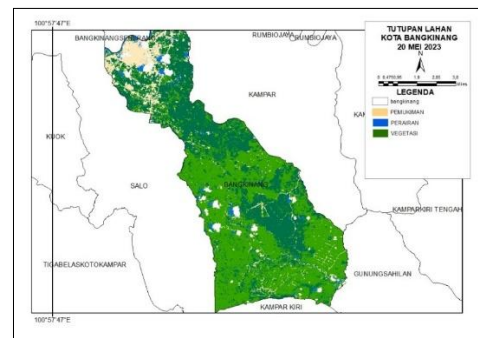 100°57'47"E
TUTUPAN LAHAN
KOTA BANGKINANG
20 MEI 2023
N
LEGENDA
bangkinang
PEMUKIMAN
PERAIRAN
VEGETASI
BANGKINANGSEBERANG
RUMBIOJAYA
RUMBIOJAYA
KAMPAR
KUOK
SALO
BANGKINANG
KAMPARKIRI TENGAH
TIGABELASKOTOKAMPAR
GUNUNGSAHILAN
KAMPAR KIRI
100°57'47"E